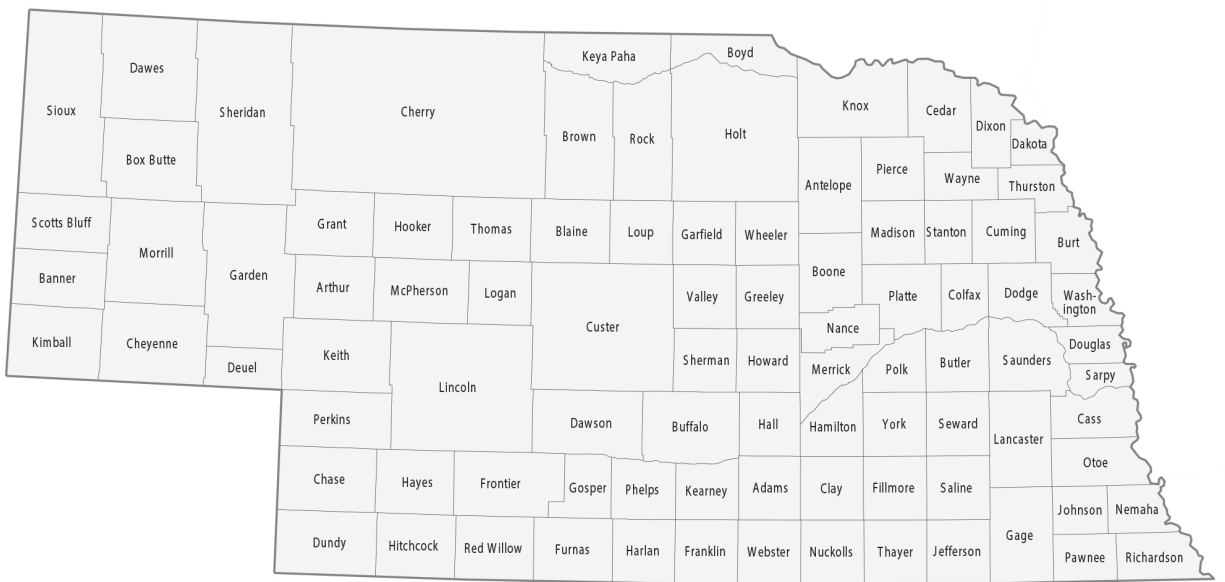 Keya Paha
Boyd
Dawes
Sioux
Sheridan
Cherry
Knox
Cedar
Dixon
Brown
Rock
Holt
Dakota
Box Butte
Pierce
Wayne
Thurston
Antelope
Scotts Bluff
Grant
Hooker
Thomas
Blaine
Loup
Garfield
Wheeler
Madison
Stanton
Cuming
Burt
Morrill
Banner
Garden
Arthur
McPherson
Logan
Boone
Valley
Greeley
Platte
Colfax
Dodge
Wash-
ington
Custer
Nance
Kimball
Cheyenne
Keith
Deuel
Lincoln
Sherman
Howard
Merrick
Polk
Butler
Saunders
Douglas
Sarpy
Perkins
Dawson
Buffalo
Hall
Hamilton
York
Seward
Lancaster
Cass
Otoe
Chase
Hayes
Frontier
Gosper
Phelps
Kearney
Adams
Clay
Fillmore
Saline
Johnson
Nemaha
Gage
Dundy
Hitchcock
Red Willow
Furnas
Harlan
Franklin
Webster
Nuckolls
Thayer
Jefferson
Pawnee
Richardson